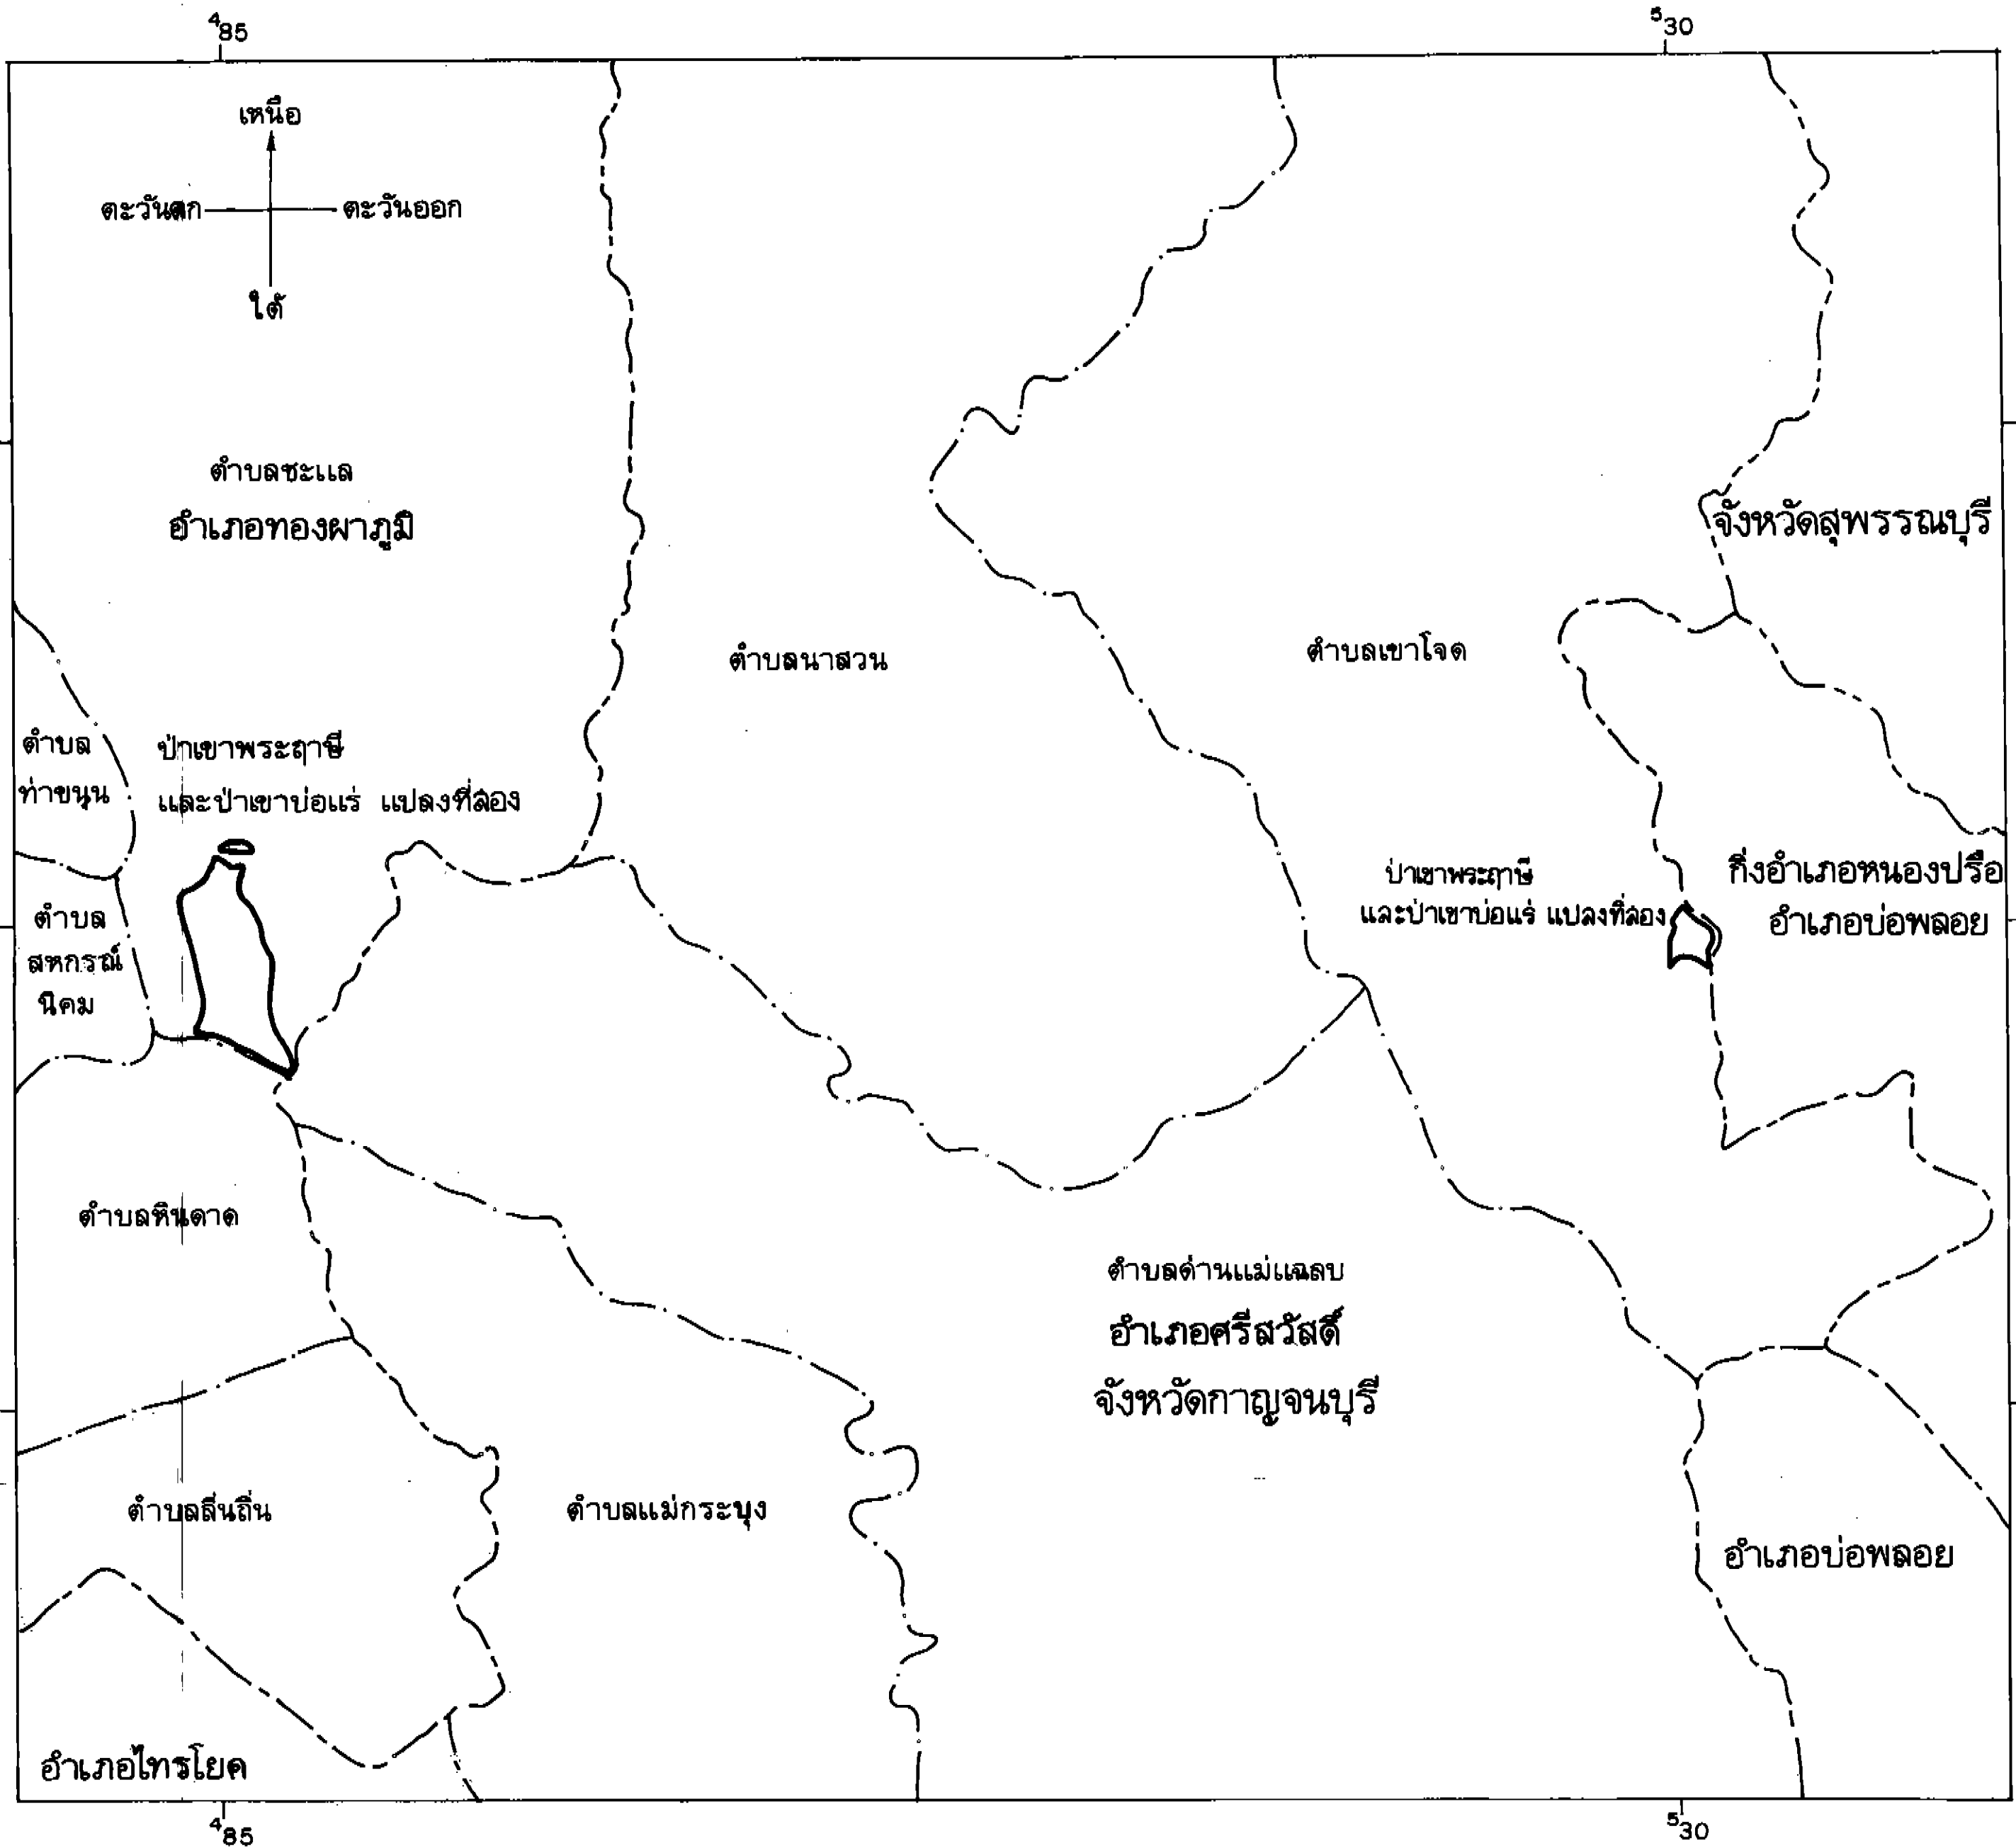 ⁴85
⁵30
เหนือ
ตะวันตก
ตะวันออก
ใต้
ตำบลชะแล
อำเภอทองผาภูมิ
จังหวัดสุพรรณบุรี
ตำบลนาสวน
ตำบลเขาโจด
ตำบล
ท่าขนุน
ป่าเขาพระฤาษี
และป่าเขาบ่อแร่ แปลงที่สอง
ป่าเขาพระฤาษี
และป่าเขาบ่อแร่ แปลงที่สอง
กิ่งอำเภอหนองปรือ
อำเภอบ่อพลอย
ตำบล
สหกรณ์
นิคม
ตำบลหินดาด
ตำบลด่านแม่แฉลบ
อำเภอศรีสวัสดิ์
จังหวัดกาญจนบุรี
ตำบลลิ่นถิ่น
ตำบลแม่กระบุง
อำเภอบ่อพลอย
อำเภอไทรโยค
⁴85
⁵30